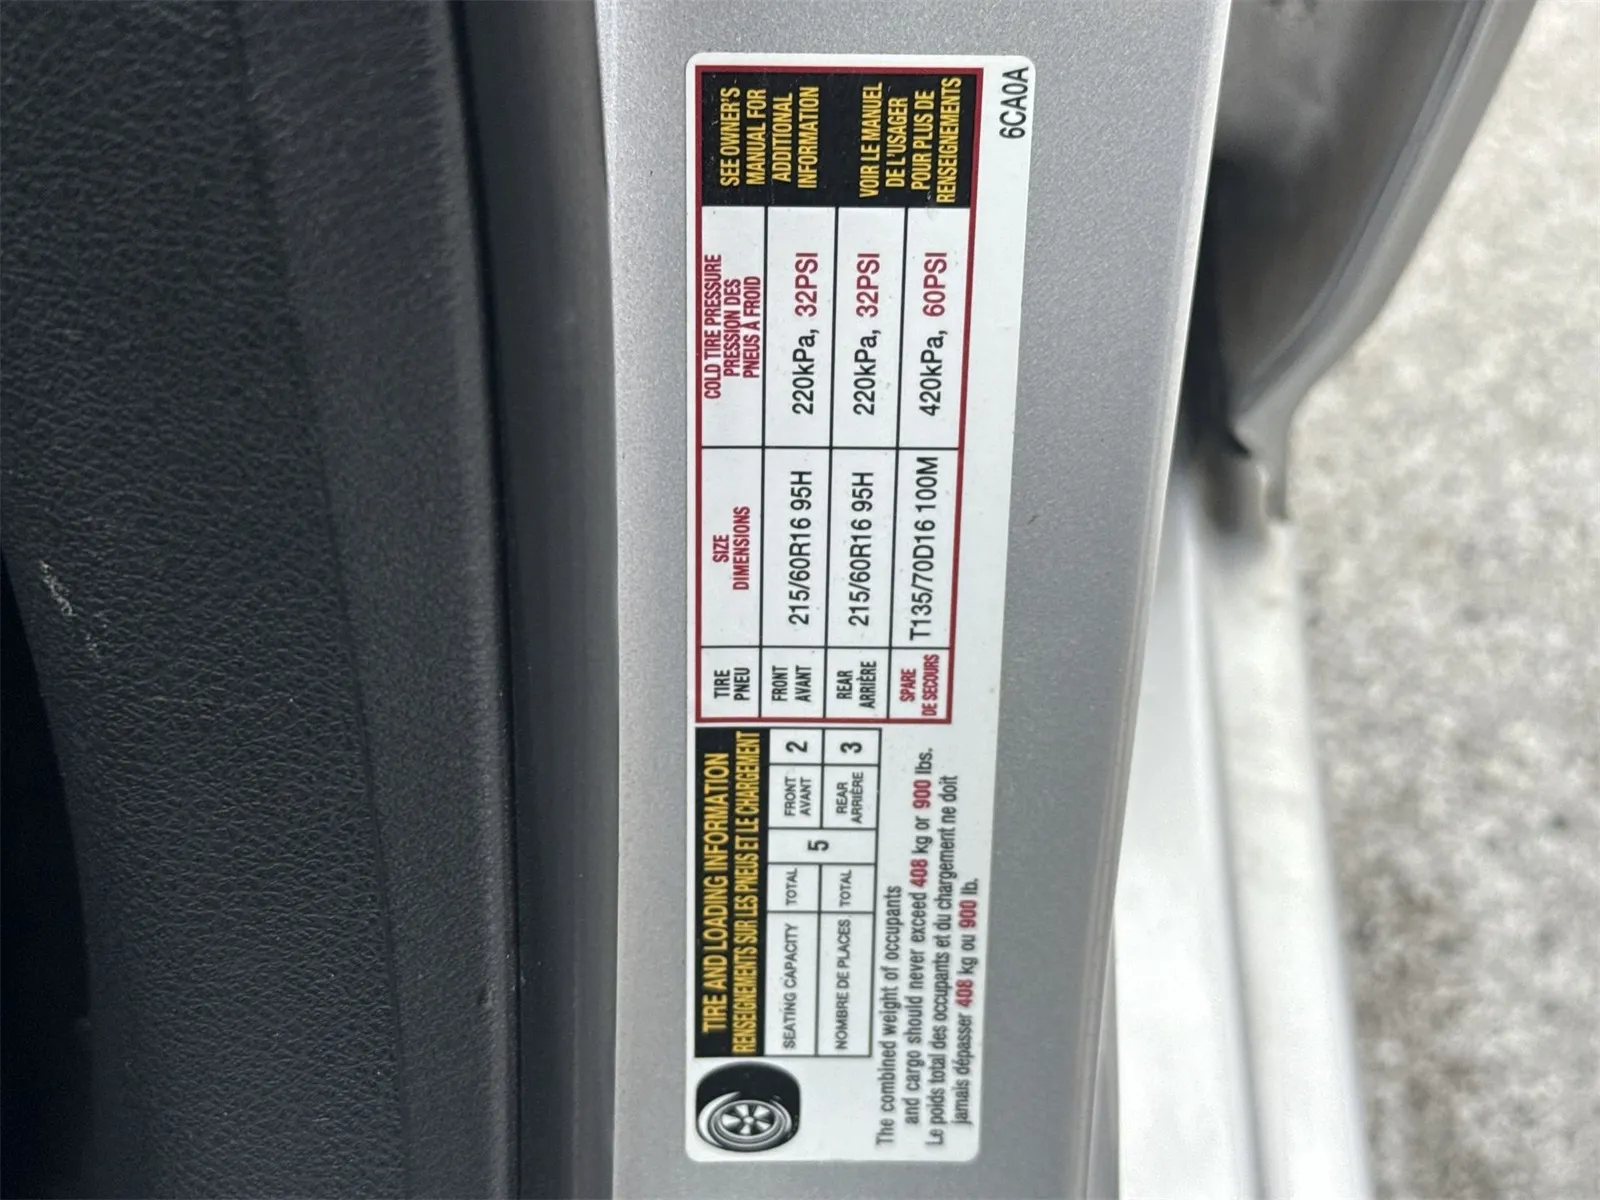 TIRE AND LOADING INFORMATION
RENSEIGNEMENTS SUR LES PNEUS ET LE CHARGEMENT
SEATING CAPACITY TOTAL 5 FRONT AVANT 2
NOMBRE DE PLACES TOTAL REAR ARRIÈRE 3
The combined weight of occupants
and cargo should never exceed 408 kg or 900 lbs.
Le poids total des occupants et du chargement ne doit
jamais dépasser 408 kg ou 900 lb.
TIRE
PNEU
SIZE
DIMENSIONS
COLD TIRE PRESSURE
PRESSION DES
PNEUS À FROID
FRONT
AVANT
215/60R16 95H
220kPa, 32PSI
REAR
ARRIÈRE
215/60R16 95H
220kPa, 32PSI
SPARE
DE SECOURS
T135/70D16 100M
420kPa, 60PSI
SEE OWNER'S
MANUAL FOR
ADDITIONAL
INFORMATION
VOIR LE MANUEL
DE L'USAGER
POUR PLUS DE
RENSEIGNEMENTS
6CA0A